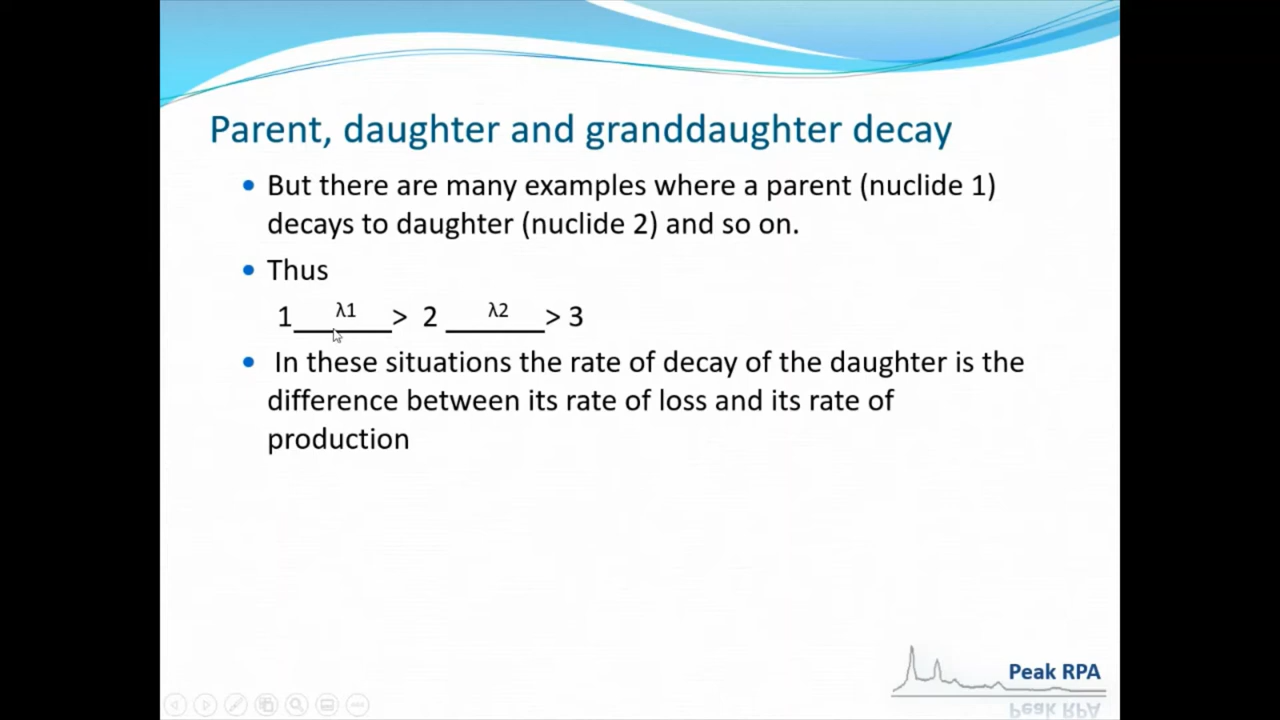 Parent, daughter and granddaughter decay
• But there are many examples where a parent (nuclide 1)
decays to daughter (nuclide 2) and so on.
• Thus
1___λ1___> 2 ___λ2___> 3
• In these situations the rate of decay of the daughter is the
difference between its rate of loss and its rate of
production
Peak RPA